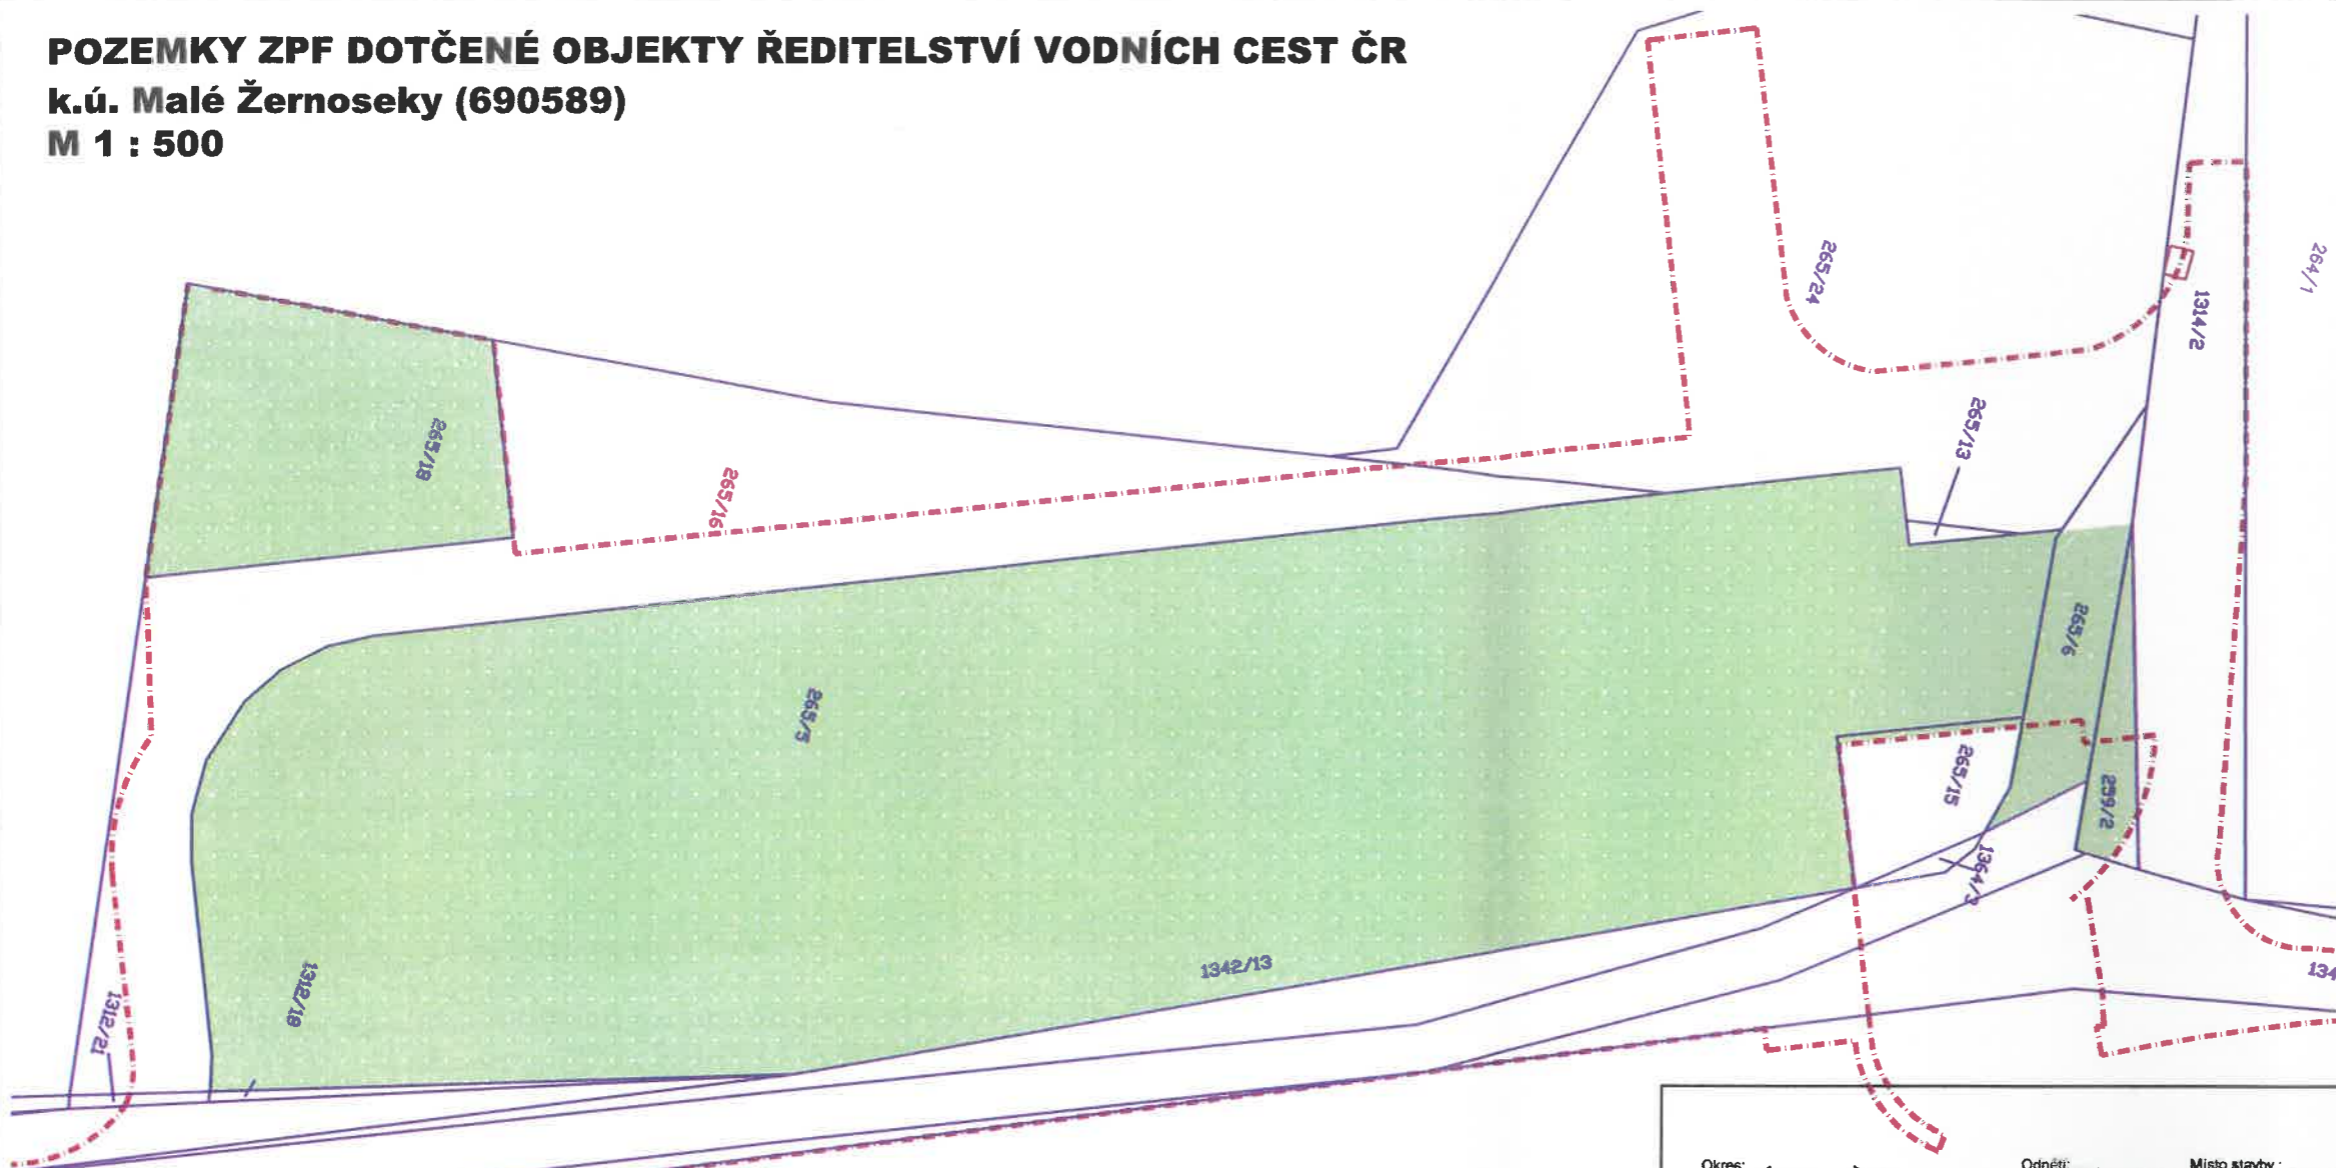 POZEMKY ZPF DOTČENÉ OBJEKTY ŘEDITELSTVÍ VODNÍCH CEST ČR
k.ú. Malé Žernoseky (690589)
M 1 : 500
265/24
264/1
1314/2
265/13
265/18
265/16
265/6
265/5
265/15
259/2
1364/3
1342/13
1312/18
1312/21
134
Okres:
Odnětí:
Místo stavby :